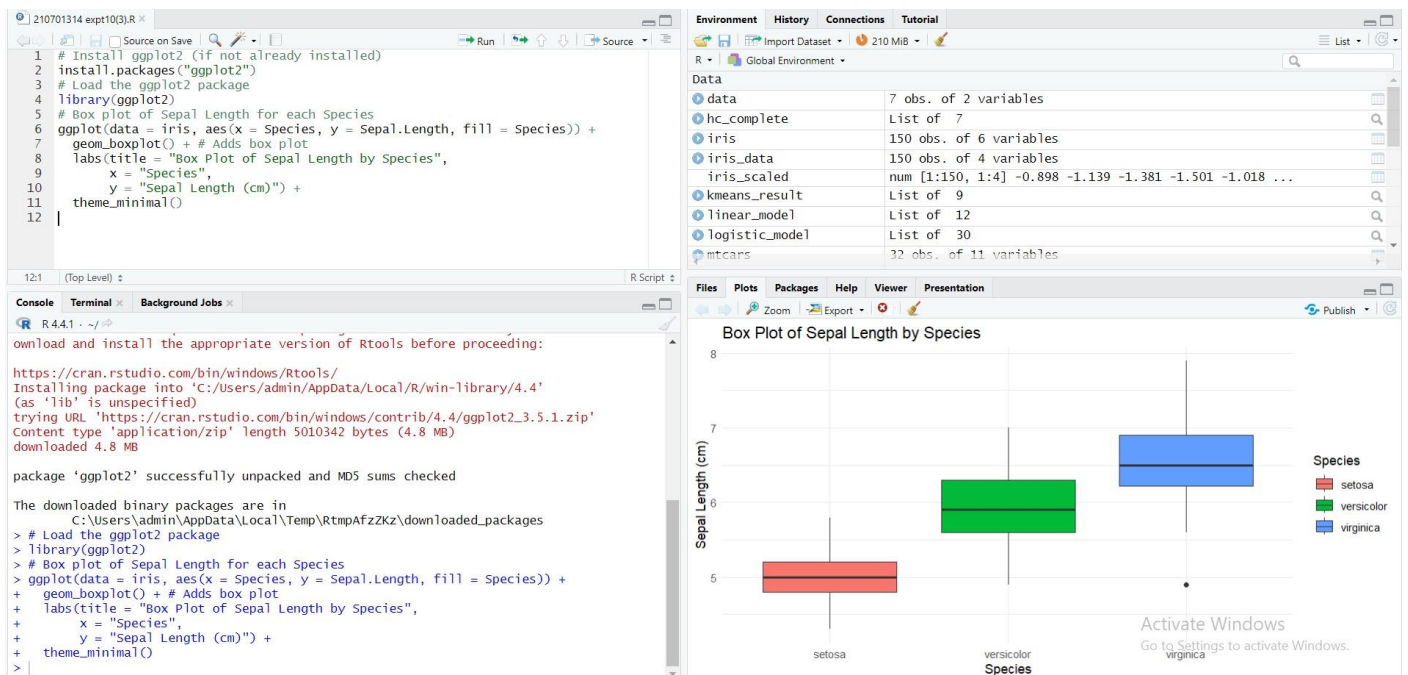 210701314 expt10(3).R
Source on Save
Run
Source
1 # Install ggplot2 (if not already installed)
2 install.packages("ggplot2")
3 # Load the ggplot2 package
4 library(ggplot2)
5 # Box plot of Sepal Length for each Species
6 ggplot(data = iris, aes(x = Species, y = Sepal.Length, fill = Species)) +
7 geom_boxplot() + # Adds box plot
8 labs(title = "Box Plot of Sepal Length by Species",
9 x = "Species",
10 y = "Sepal Length (cm)") +
11 theme_minimal()
12
12:1 (Top Level) R Script
Console Terminal Background Jobs
R 4.4.1 · ~/
ownload and install the appropriate version of Rtools before proceeding:
https://cran.rstudio.com/bin/windows/Rtools/
Installing package into ‘C:/Users/admin/AppData/Local/R/win-library/4.4’
(as ‘lib’ is unspecified)
trying URL 'https://cran.rstudio.com/bin/windows/contrib/4.4/ggplot2_3.5.1.zip'
Content type 'application/zip' length 5010342 bytes (4.8 MB)
downloaded 4.8 MB
package ‘ggplot2’ successfully unpacked and MD5 sums checked
The downloaded binary packages are in
C:\Users\admin\AppData\Local\Temp\RtmpAfzZKz\downloaded_packages
> # Load the ggplot2 package
> library(ggplot2)
> # Box plot of Sepal Length for each Species
> ggplot(data = iris, aes(x = Species, y = Sepal.Length, fill = Species)) +
+ geom_boxplot() + # Adds box plot
+ labs(title = "Box Plot of Sepal Length by Species",
+ x = "Species",
+ y = "Sepal Length (cm)") +
+ theme_minimal()
>
Environment History Connections Tutorial
Import Dataset 210 MiB List
R Global Environment
Data
data 7 obs. of 2 variables
hc_complete List of 7
iris 150 obs. of 6 variables
iris_data 150 obs. of 4 variables
iris_scaled num [1:150, 1:4] -0.898 -1.139 -1.381 -1.501 -1.018 ...
kmeans_result List of 9
linear_model List of 12
logistic_model List of 30
mtcars 32 obs. of 11 variables
Files Plots Packages Help Viewer Presentation
Zoom Export Publish
Box Plot of Sepal Length by Species
8
7
6
5
Sepal Length (cm)
setosa versicolor virginica
Species
Species
setosa
versicolor
virginica
Activate Windows
Go to Settings to activate Windows.